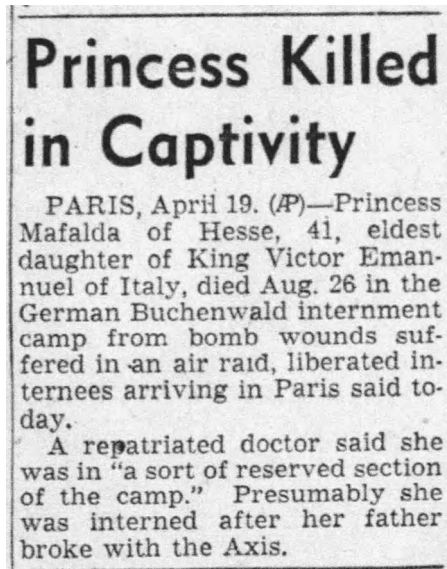 Princess Killed
in Captivity
PARIS, April 19. (AP)—Princess
Mafalda of Hesse, 41, eldest
daughter of King Victor Eman-
nuel of Italy, died Aug. 26 in the
German Buchenwald internment
camp from bomb wounds suf-
fered in an air raid, liberated in-
ternees arriving in Paris said to-
day.
A repatriated doctor said she
was in “a sort of reserved section
of the camp.” Presumably she
was interned after her father
broke with the Axis.